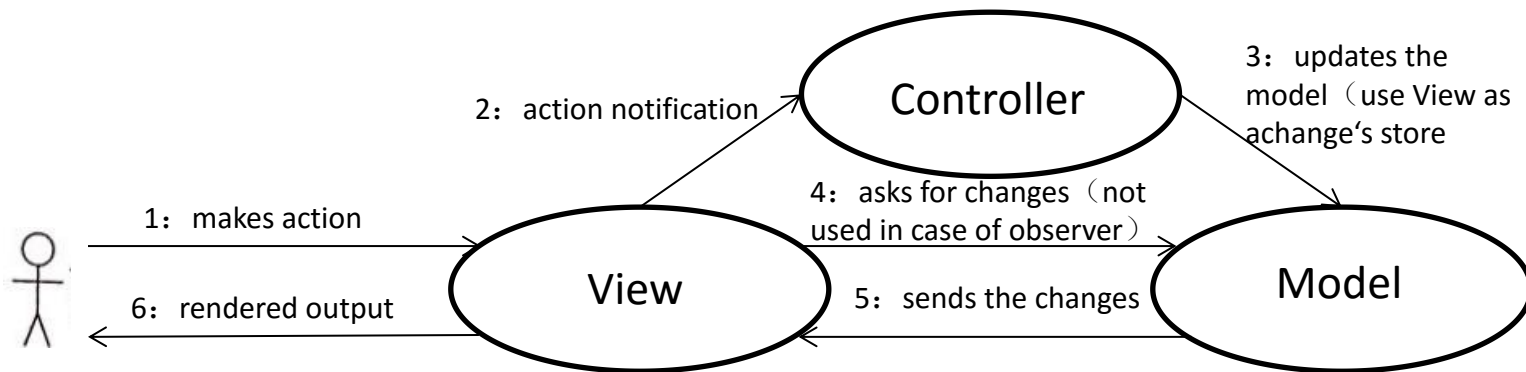 Controller
3：updates the
model（use View as
achange‘s store
2：action notification
4：asks for changes（not
used in case of observer）
1：makes action
View
Model
5：sends the changes
6：rendered output